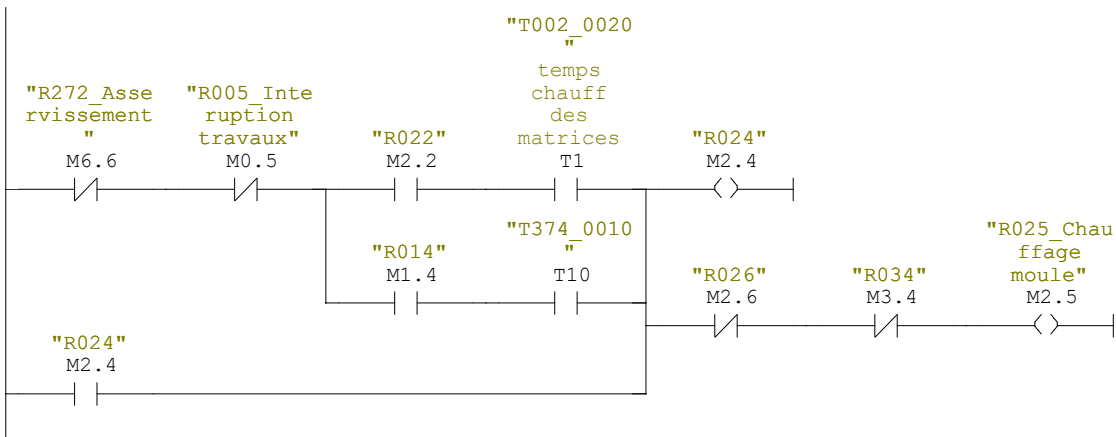 "T002_0020
"
temps
chauff
des
matrices
"R272_Asse
rvissement
"
"R005_Inte
ruption
travaux"
"R022"
"R024"
M6.6
M0.5
M2.2
T1
M2.4
"T374_0010
"
"R014"
M1.4
T10
"R025_Chau
ffage
moule"
"R026"
"R034"
M2.6
M3.4
M2.5
"R024"
M2.4